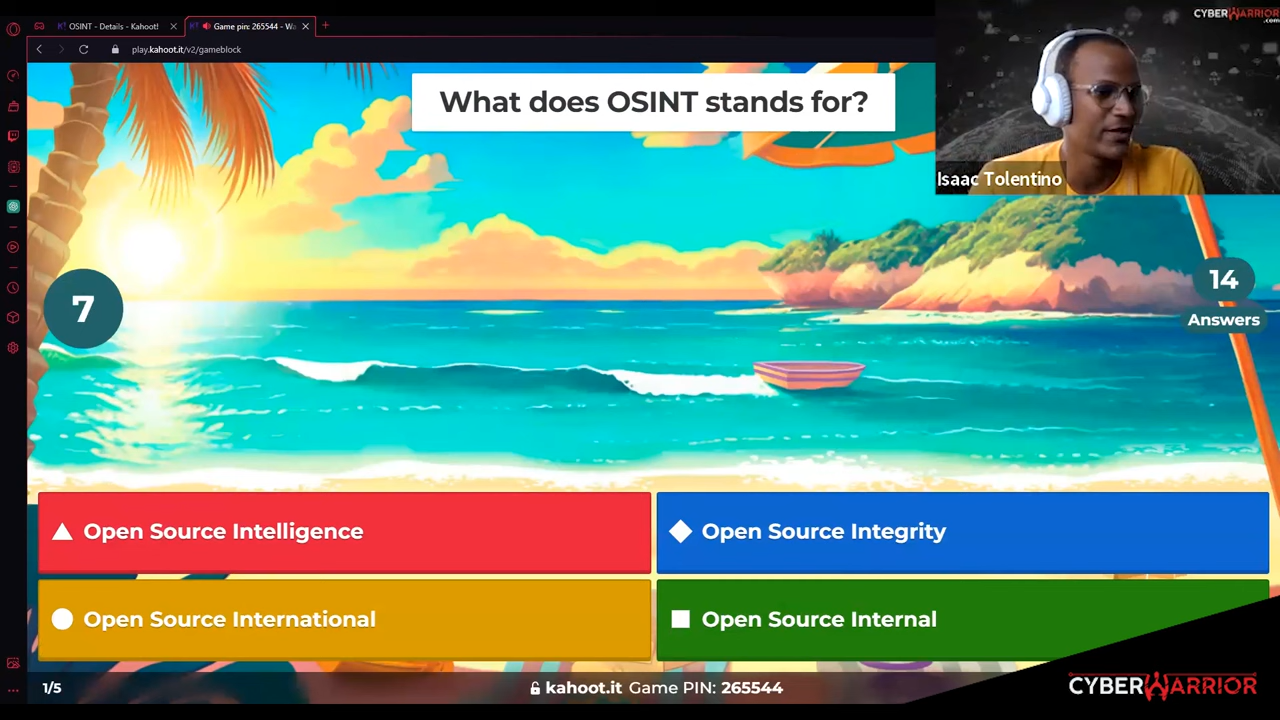 OSINT - Details - Kahoot!
Game pin: 265544 - Wa
play.kahoot.it/v2/gameblock
CYBERWARRIOR
.com
What does OSINT stands for?
Isaac Tolentino
7
14
Answers
Open Source Intelligence
Open Source Integrity
Open Source International
Open Source Internal
1/5
kahoot.it Game PIN: 265544
CYBERWARRIOR